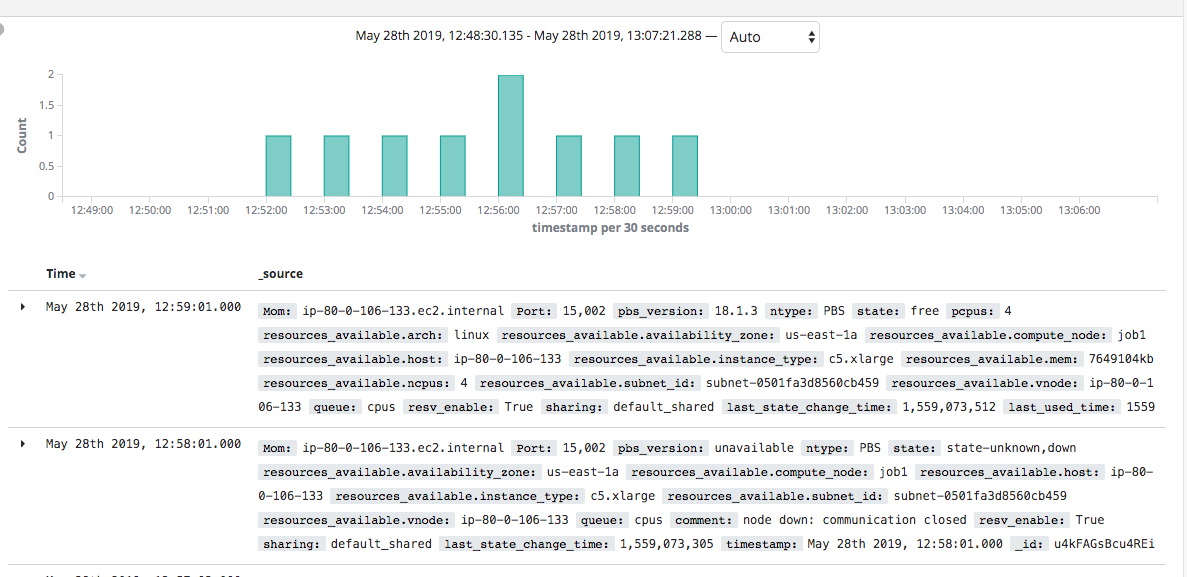 May 28th 2019, 12:48:30.135 - May 28th 2019, 13:07:21.288 — Auto
2
1.5
1
0.5
0
Count
12:49:00 12:50:00 12:51:00 12:52:00 12:53:00 12:54:00 12:55:00 12:56:00 12:57:00 12:58:00 12:59:00 13:00:00 13:01:00 13:02:00 13:03:00 13:04:00 13:05:00 13:06:00
timestamp per 30 seconds
Time _source
May 28th 2019, 12:59:01.000 Mom: ip-80-0-106-133.ec2.internal Port: 15,002 pbs_version: 18.1.3 ntype: PBS state: free pcpus: 4
resources_available.arch: linux resources_available.availability_zone: us-east-1a resources_available.compute_node: job1
resources_available.host: ip-80-0-106-133 resources_available.instance_type: c5.xlarge resources_available.mem: 7649104kb
resources_available.ncpus: 4 resources_available.subnet_id: subnet-0501fa3d8560cb459 resources_available.vnode: ip-80-0-1
06-133 queue: cpus resv_enable: True sharing: default_shared last_state_change_time: 1,559,073,512 last_used_time: 1559
May 28th 2019, 12:58:01.000 Mom: ip-80-0-106-133.ec2.internal Port: 15,002 pbs_version: unavailable ntype: PBS state: state-unknown,down
resources_available.availability_zone: us-east-1a resources_available.compute_node: job1 resources_available.host: ip-80-
0-106-133 resources_available.instance_type: c5.xlarge resources_available.subnet_id: subnet-0501fa3d8560cb459
resources_available.vnode: ip-80-0-106-133 queue: cpus comment: node down: communication closed resv_enable: True
sharing: default_shared last_state_change_time: 1,559,073,305 timestamp: May 28th 2019, 12:58:01.000 _id: u4kFAGsBcu4REi